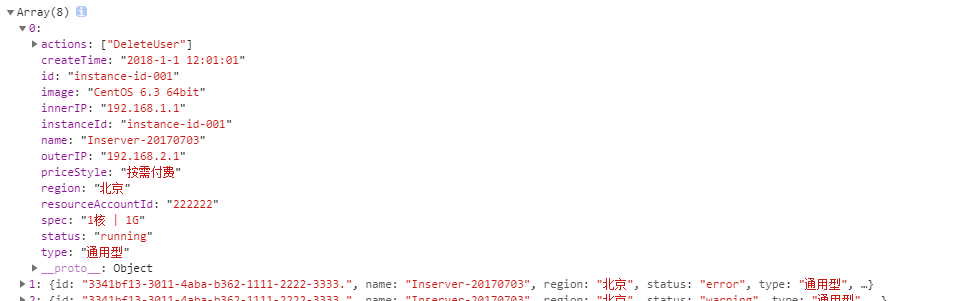 ▼Array(8) i
▼0:
▶actions: ["DeleteUser"]
createTime: "2018-1-1 12:01:01"
id: "instance-id-001"
image: "CentOS 6.3 64bit"
innerIP: "192.168.1.1"
instanceId: "instance-id-001"
name: "Inserver-20170703"
outerIP: "192.168.2.1"
priceStyle: "按需付费"
region: "北京"
resourceAccountId: "222222"
spec: "1核 | 1G"
status: "running"
type: "通用型"
▶__proto__: Object
▶1: {id: "3341bf13-3011-4aba-b362-1111-2222-3333.", name: "Inserver-20170703", region: "北京", status: "error", type: "通用型", …}
▶2: {id: "3341bf13-3011-4aba-b362-1111-2222-3333.", name: "Inserver-20170703", region: "北京", status: "warning", type: "通用型", …}